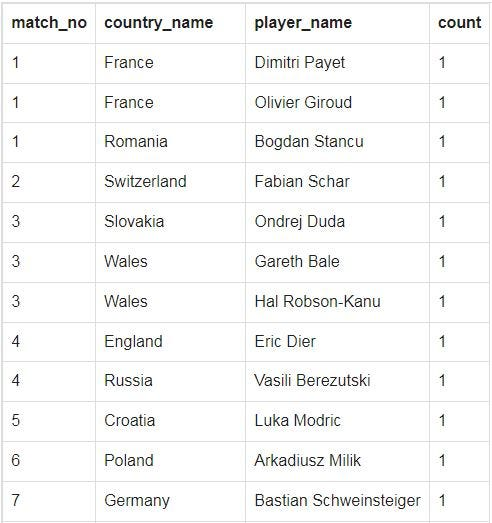 match_no country_name player_name count
1 France Dimitri Payet 1
1 France Olivier Giroud 1
1 Romania Bogdan Stancu 1
2 Switzerland Fabian Schar 1
3 Slovakia Ondrej Duda 1
3 Wales Gareth Bale 1
3 Wales Hal Robson-Kanu 1
4 England Eric Dier 1
4 Russia Vasili Berezutski 1
5 Croatia Luka Modric 1
6 Poland Arkadiusz Milik 1
7 Germany Bastian Schweinsteiger 1